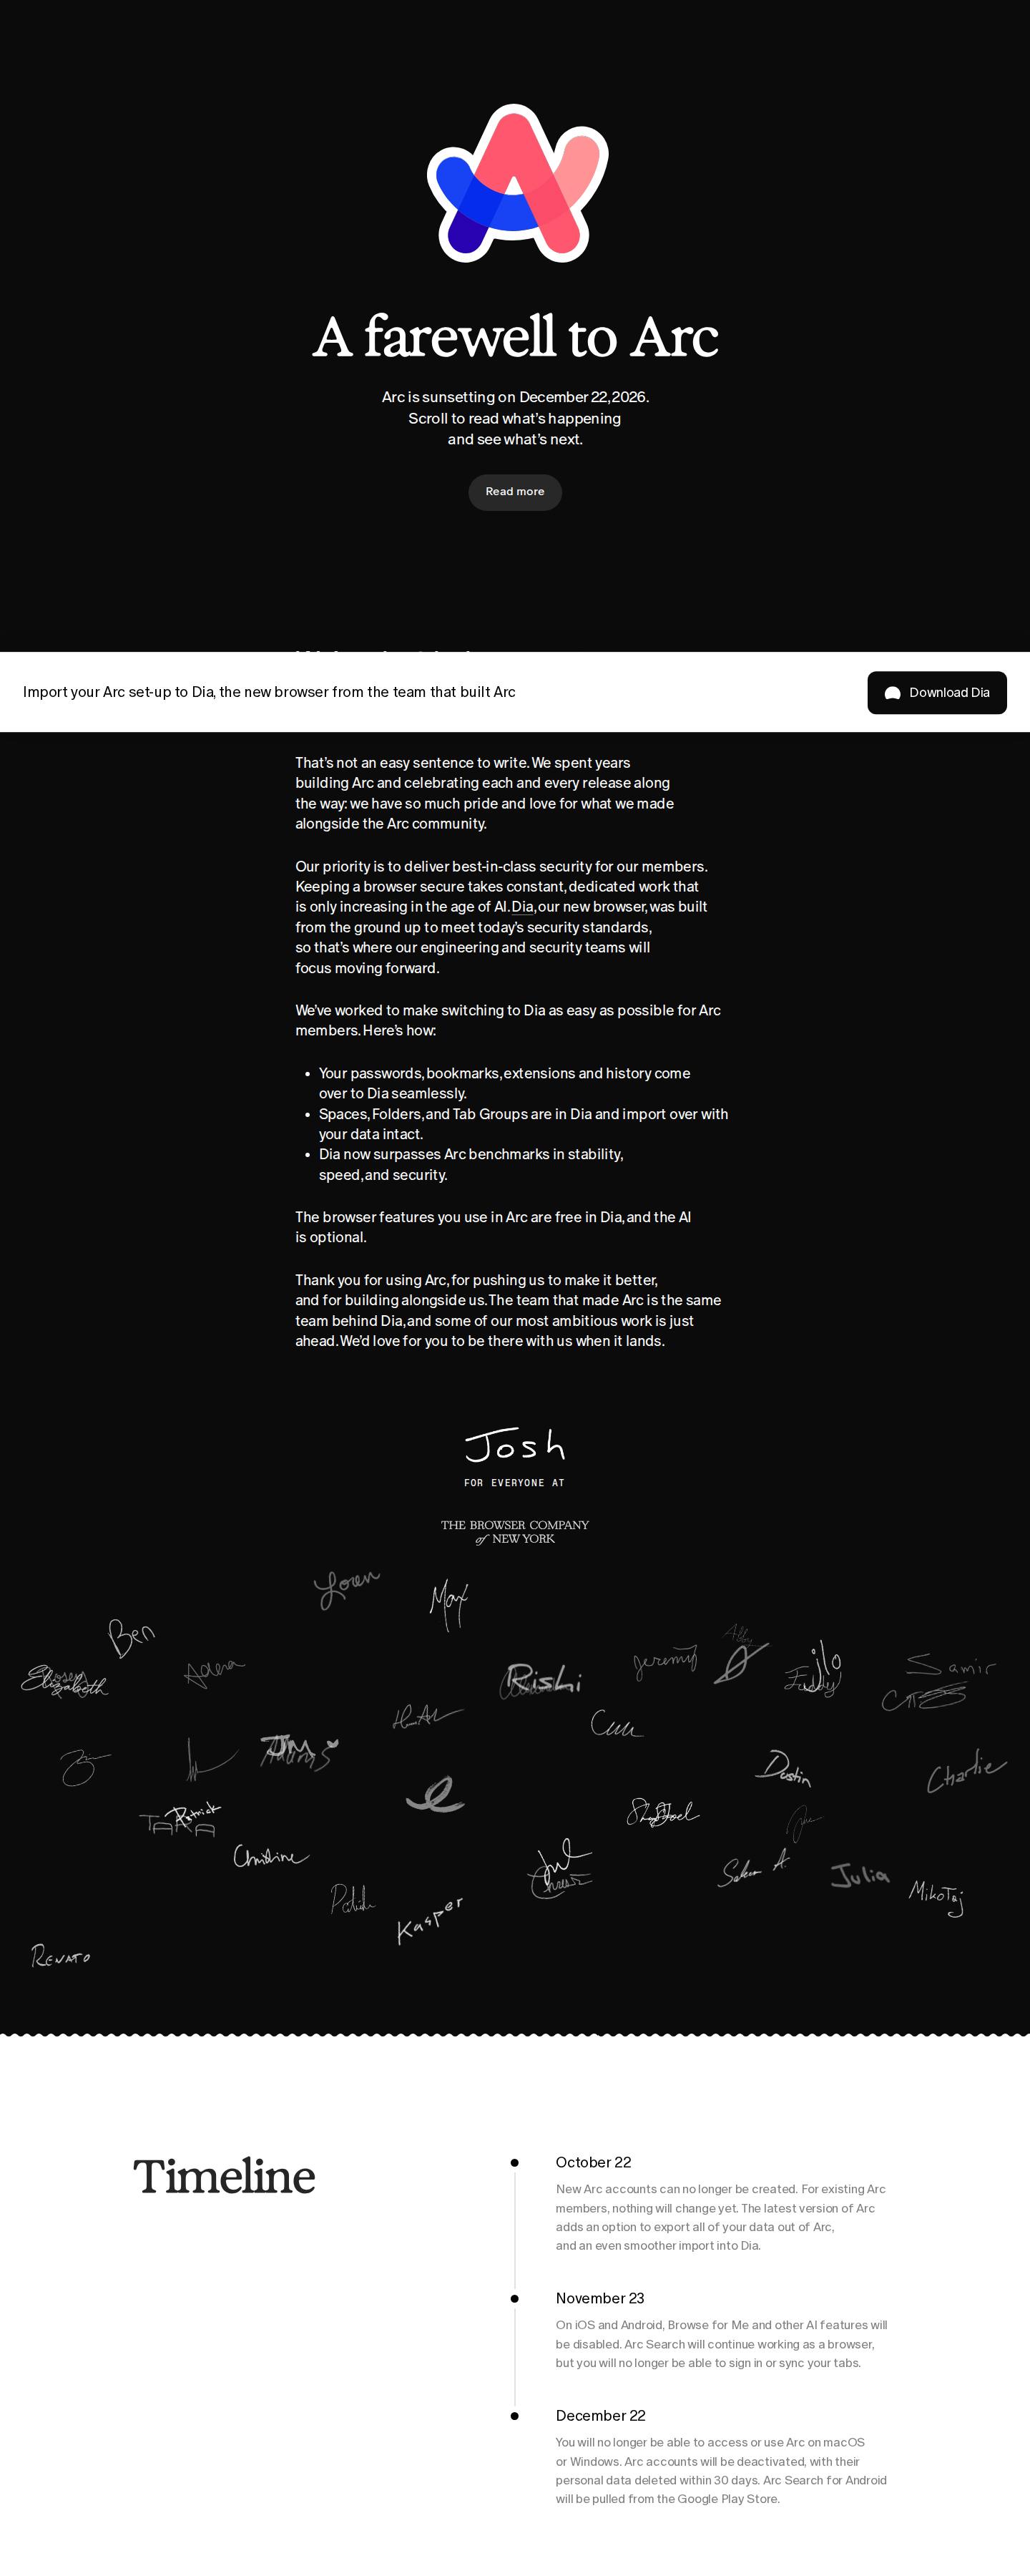 A farewell to Arc
Arc is sunsetting on December 22, 2026.
Scroll to read what’s happening
and see what’s next.
Read more
Import your Arc set-up to Dia, the new browser from the team that built Arc
Download Dia
That’s not an easy sentence to write. We spent years
building Arc and celebrating each and every release along
the way: we have so much pride and love for what we made
alongside the Arc community.
Our priority is to deliver best-in-class security for our members.
Keeping a browser secure takes constant, dedicated work that
is only increasing in the age of AI. Dia, our new browser, was built
from the ground up to meet today’s security standards,
so that’s where our engineering and security teams will
focus moving forward.
We’ve worked to make switching to Dia as easy as possible for Arc
members. Here’s how:
• Your passwords, bookmarks, extensions and history come
over to Dia seamlessly.
• Spaces, Folders, and Tab Groups are in Dia and import over with
your data intact.
• Dia now surpasses Arc benchmarks in stability,
speed, and security.
The browser features you use in Arc are free in Dia, and the AI
is optional.
Thank you for using Arc, for pushing us to make it better,
and for building alongside us. The team that made Arc is the same
team behind Dia, and some of our most ambitious work is just
ahead. We’d love for you to be there with us when it lands.
Josh
FOR EVERYONE AT
THE BROWSER COMPANY
of NEW YORK
Loren
Max
Ben
Abby
Adena
Elizabeth
Rishi
Jeremy
jlo
Samir
Dustin
Charlie
Patrick
TARA
Christine
Julia
Mikołaj
Kasper
RENATO
Timeline
October 22
New Arc accounts can no longer be created. For existing Arc
members, nothing will change yet. The latest version of Arc
adds an option to export all of your data out of Arc,
and an even smoother import into Dia.
November 23
On iOS and Android, Browse for Me and other AI features will
be disabled. Arc Search will continue working as a browser,
but you will no longer be able to sign in or sync your tabs.
December 22
You will no longer be able to access or use Arc on macOS
or Windows. Arc accounts will be deactivated, with their
personal data deleted within 30 days. Arc Search for Android
will be pulled from the Google Play Store.